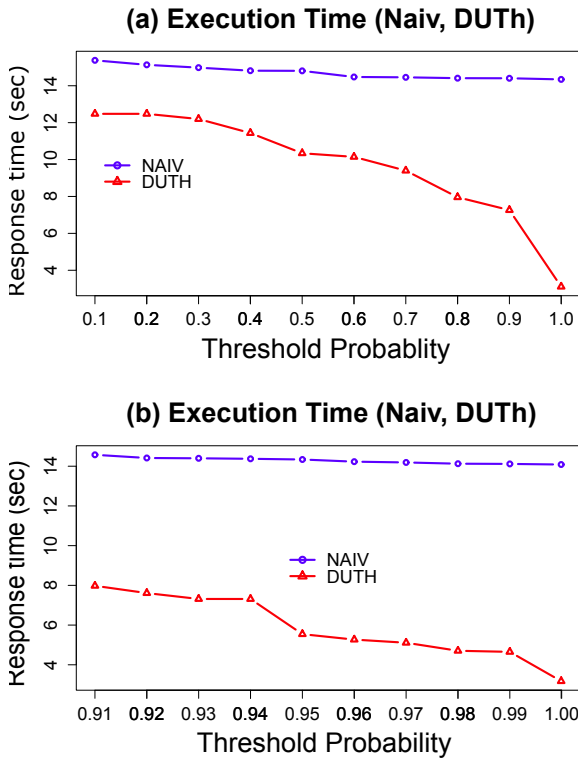 (a) Execution Time (Naiv, DUTh)
Response time (sec)
14
12
10
8
6
4
NAIV
DUTH
0.1 0.2 0.3 0.4 0.5 0.6 0.7 0.8 0.9 1.0
Threshold Probablity
(b) Execution Time (Naiv, DUTh)
Response time (sec)
14
12
10
8
6
4
NAIV
DUTH
0.91 0.92 0.93 0.94 0.95 0.96 0.97 0.98 0.99 1.00
Threshold Probability